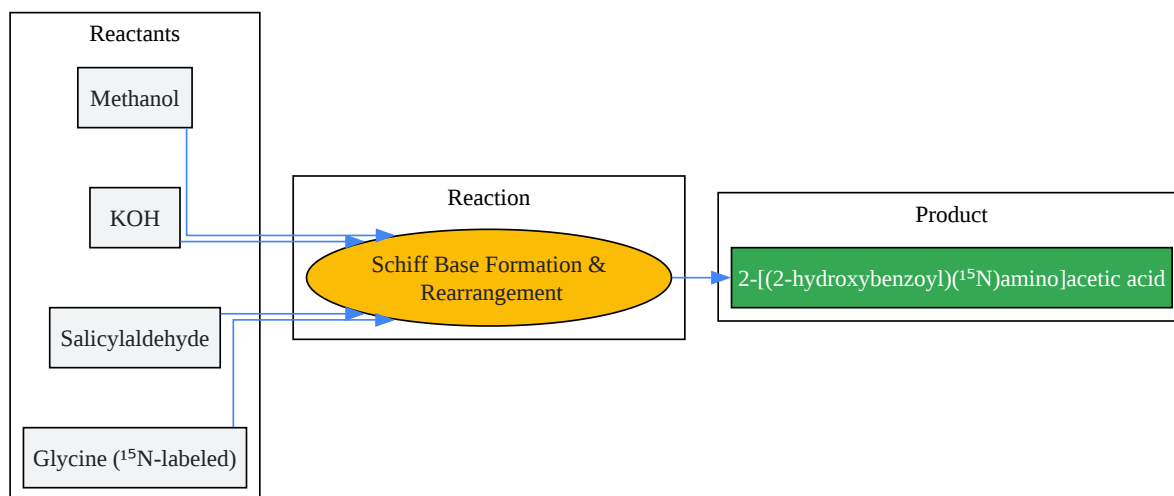 Reactants
Methanol
KOH
Salicylaldehyde
Glycine (¹⁵N-labeled)
Reaction
Schiff Base Formation &
Rearrangement
Product
2-[(2-hydroxybenzoyl)(¹⁵N)amino]acetic acid